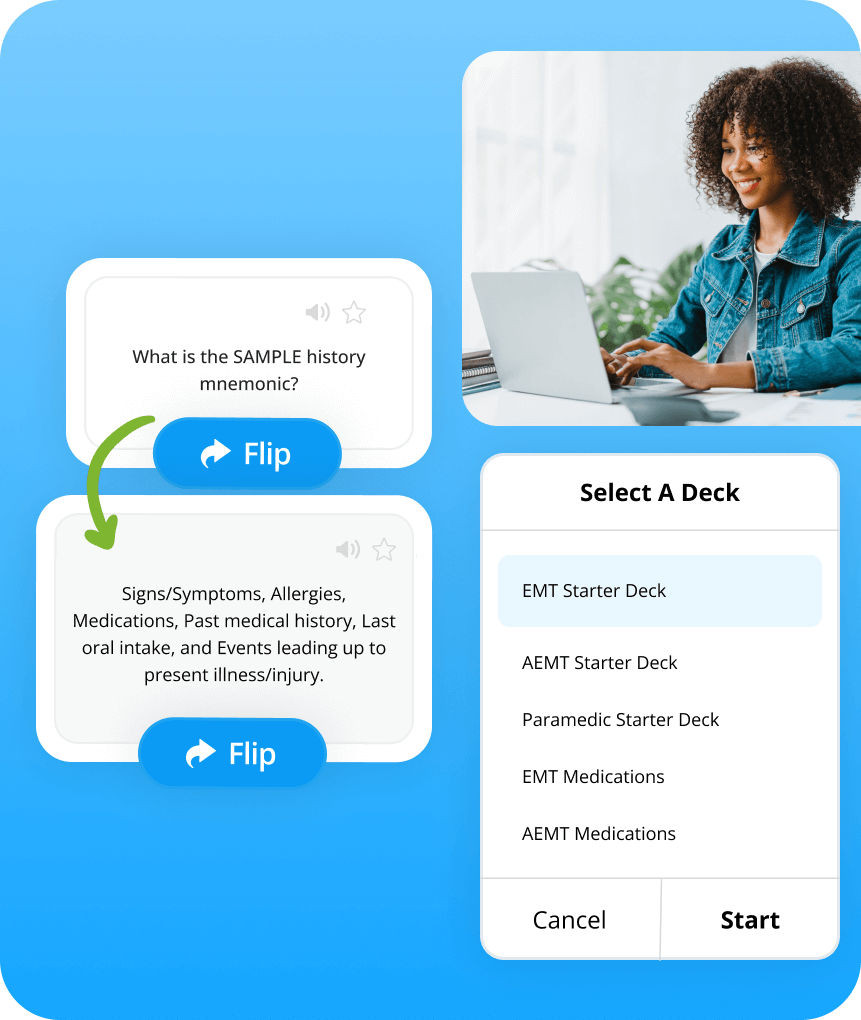 What is the SAMPLE history
mnemonic?
Flip
Signs/Symptoms, Allergies,
Medications, Past medical history, Last
oral intake, and Events leading up to
present illness/injury.
Flip
Select A Deck
EMT Starter Deck
AEMT Starter Deck
Paramedic Starter Deck
EMT Medications
AEMT Medications
Cancel
Start